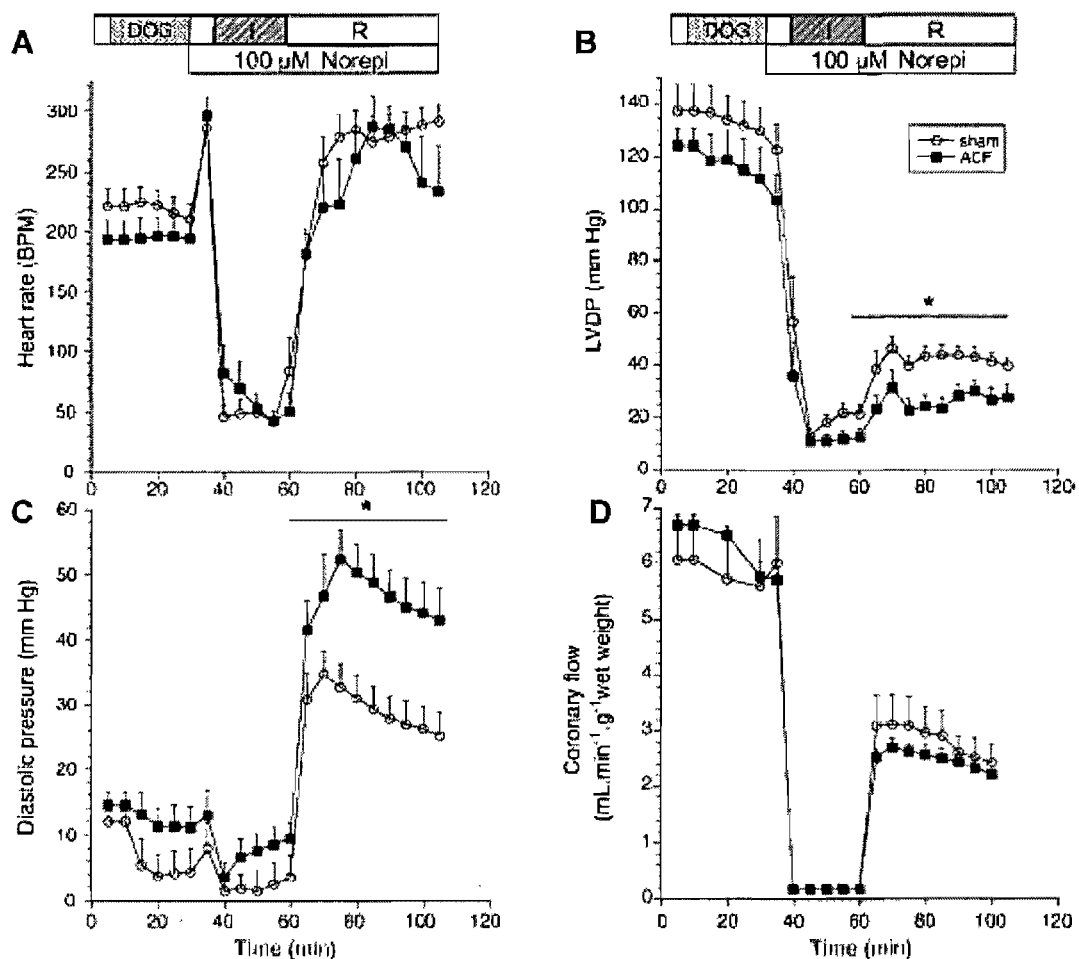 A
DOG I R
100 µM Norepi
Heart rate (BPM)
300
250
200
150
100
50
0
0 20 40 60 80 100 120
B
DOG I R
100 µM Norepi
LVDP (mm Hg)
140
120
100
80
60
40
20
0
sham
ACF
*
0 20 40 60 80 100 120
C
Diastolic pressure (mm Hg)
60
50
40
30
20
10
0
*
0 20 40 60 80 100 120
Time (min)
D
Coronary flow
(mL.min⁻¹.g⁻¹wet weight)
7
6
5
4
3
2
1
0
0 20 40 60 80 100 120
Time (min)